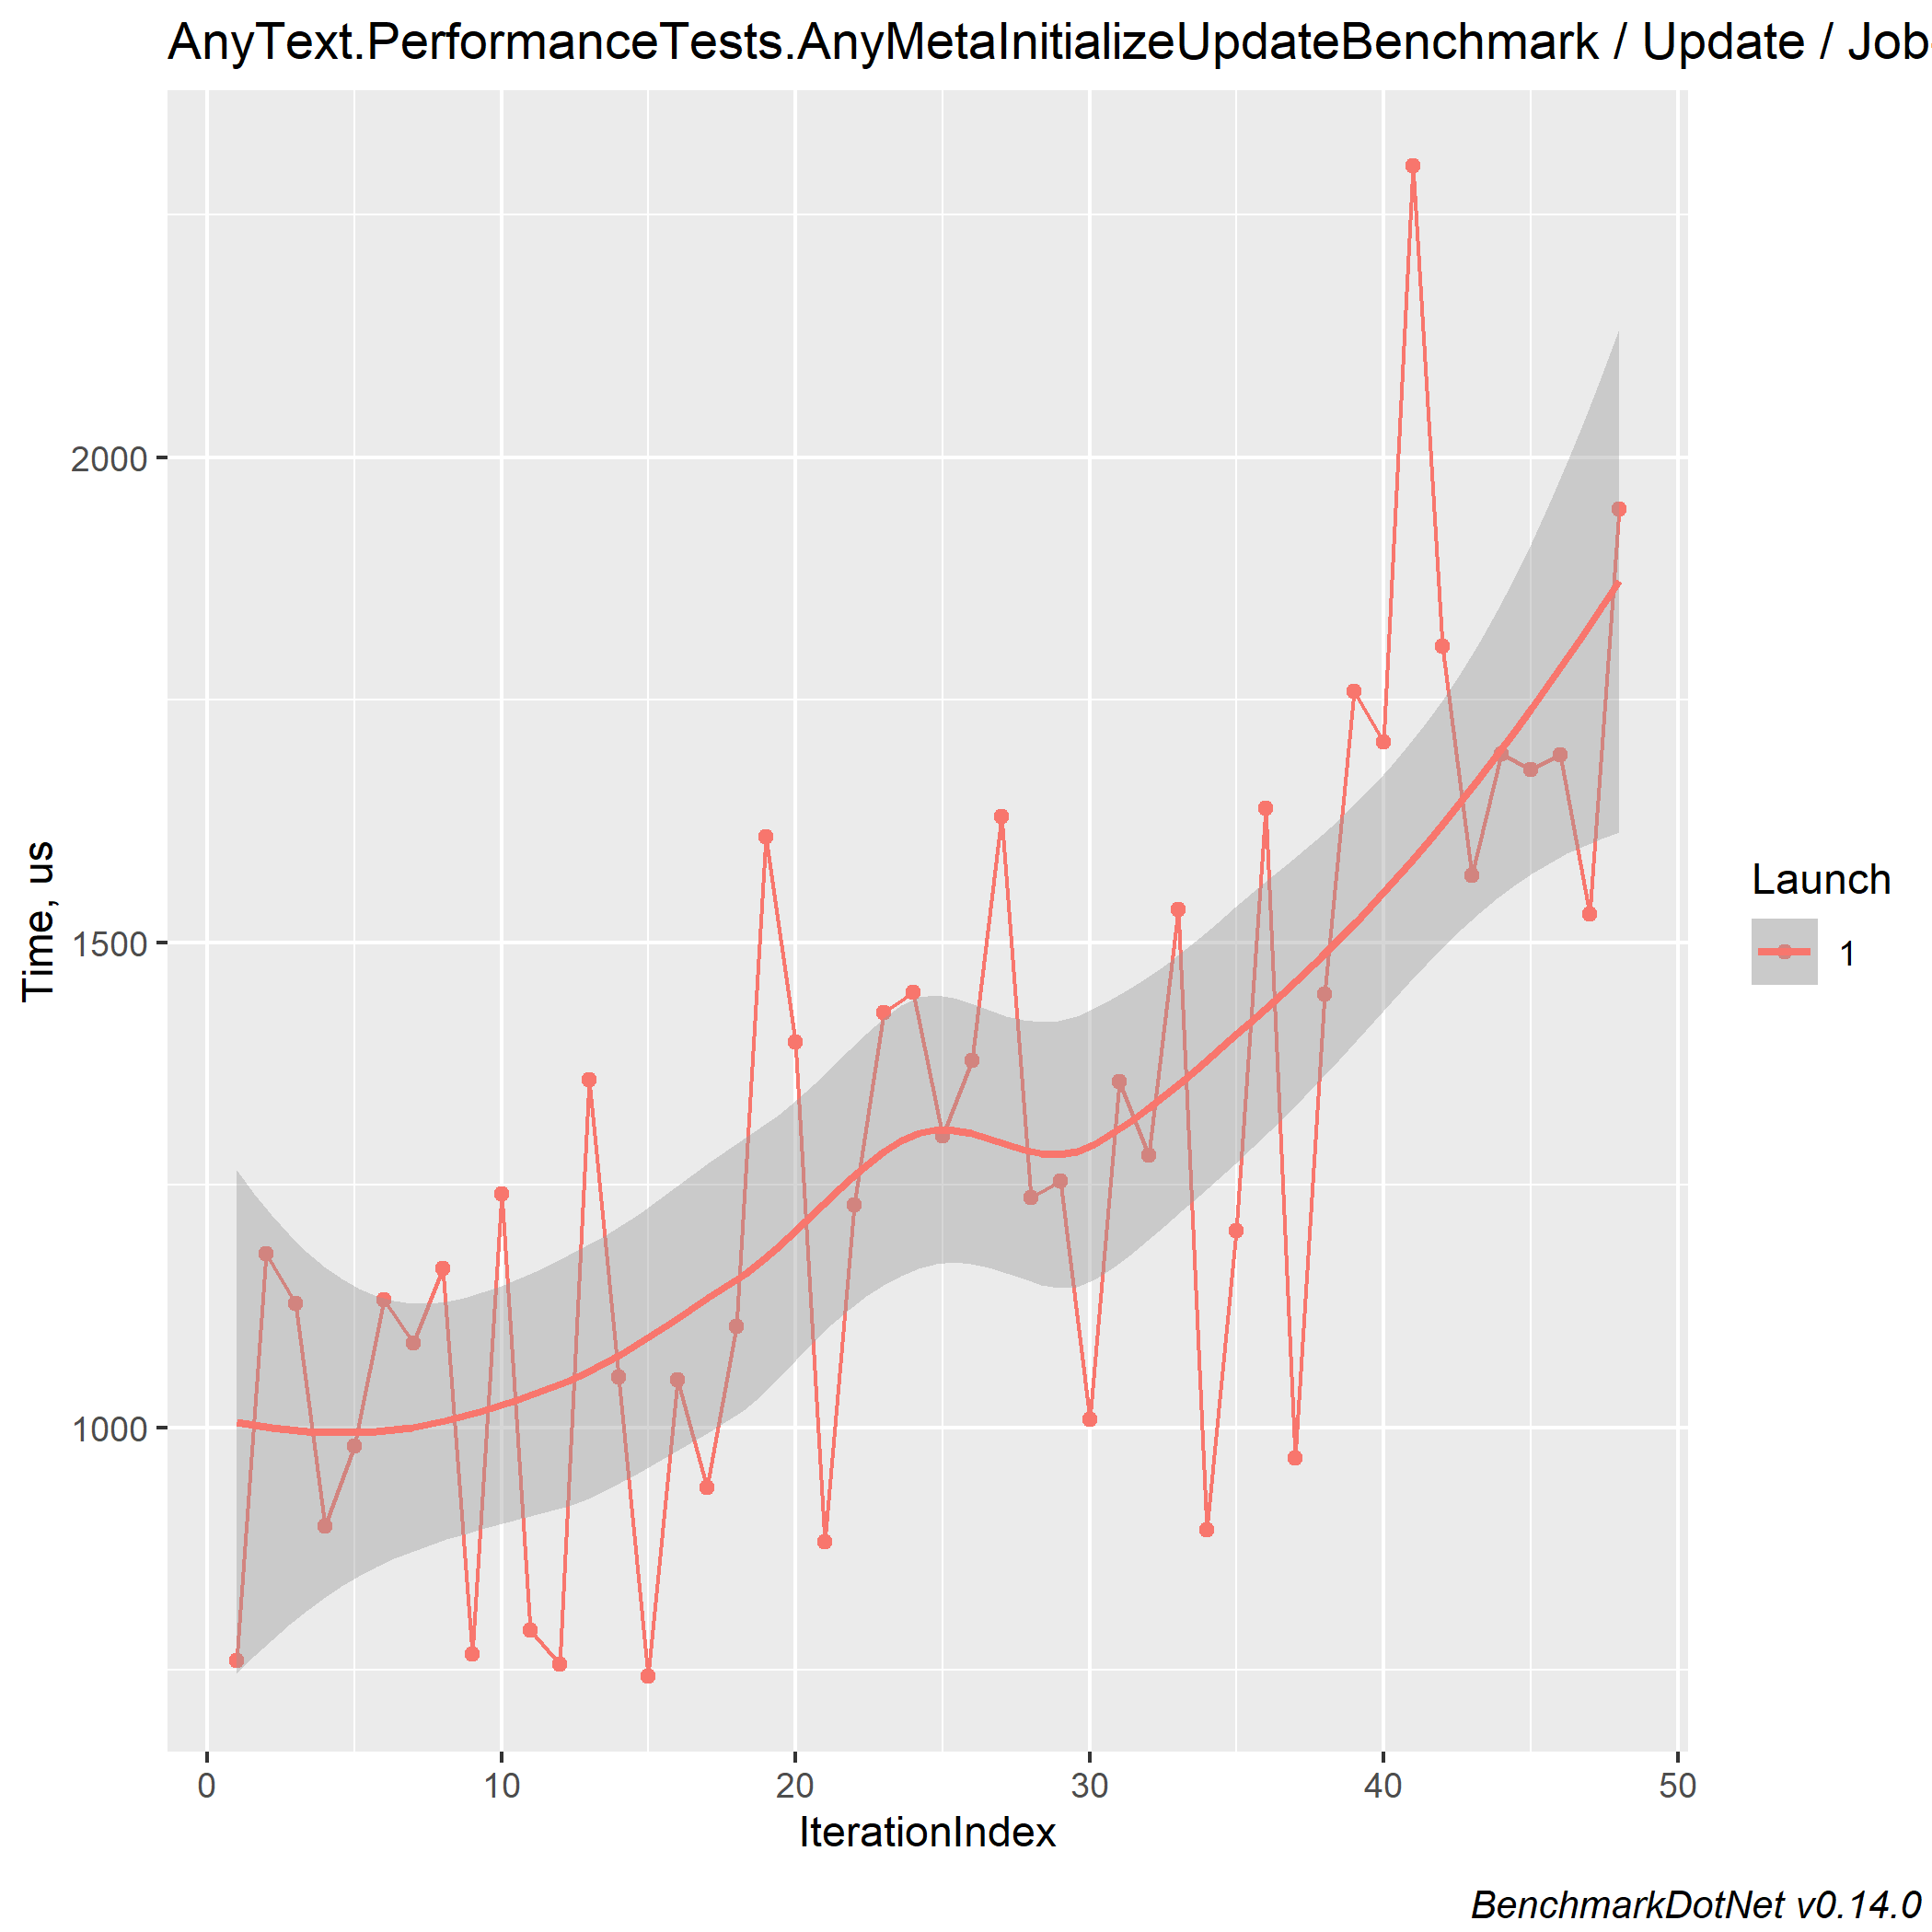 AnyText.PerformanceTests.AnyMetaInitializeUpdateBenchmark / Update / Job
2000
1500
1000
Time, us
0 10 20 30 40 50
IterationIndex
Launch
1
BenchmarkDotNet v0.14.0